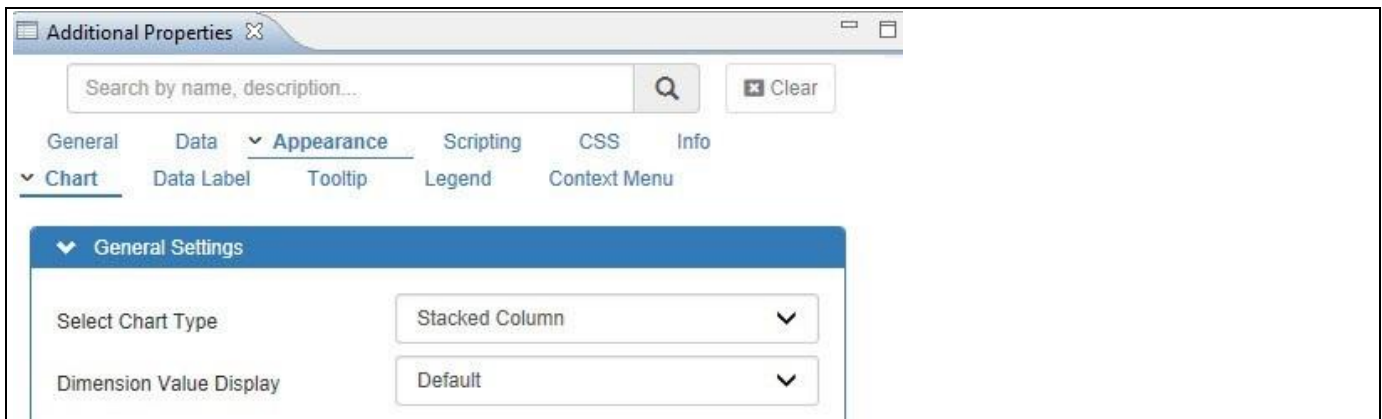 Additional Properties
Search by name, description... Clear
General Data Appearance Scripting CSS Info
Chart Data Label Tooltip Legend Context Menu
General Settings
Select Chart Type Stacked Column
Dimension Value Display Default